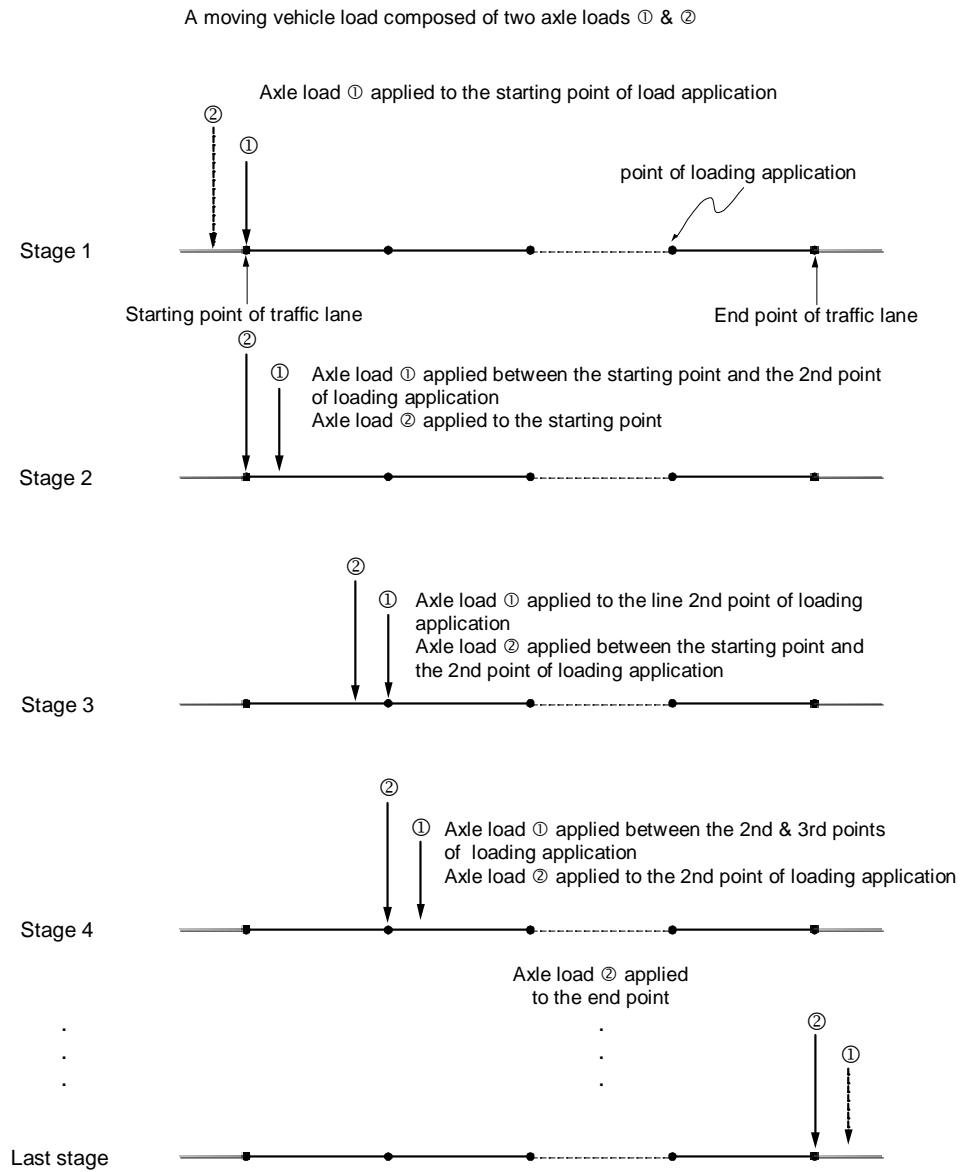 A moving vehicle load composed of two axle loads ① & ②
Axle load ① applied to the starting point of load application
②
①
point of loading application
Stage 1
Starting point of traffic lane
End point of traffic lane
②
① Axle load ① applied between the starting point and the 2nd point
of loading application
Axle load ② applied to the starting point
Stage 2
②
① Axle load ① applied to the line 2nd point of loading
application
Axle load ② applied between the starting point and
the 2nd point of loading application
Stage 3
②
① Axle load ① applied between the 2nd & 3rd points
of loading application
Axle load ② applied to the 2nd point of loading application
Stage 4
Axle load ② applied
to the end point
②
①
Last stage